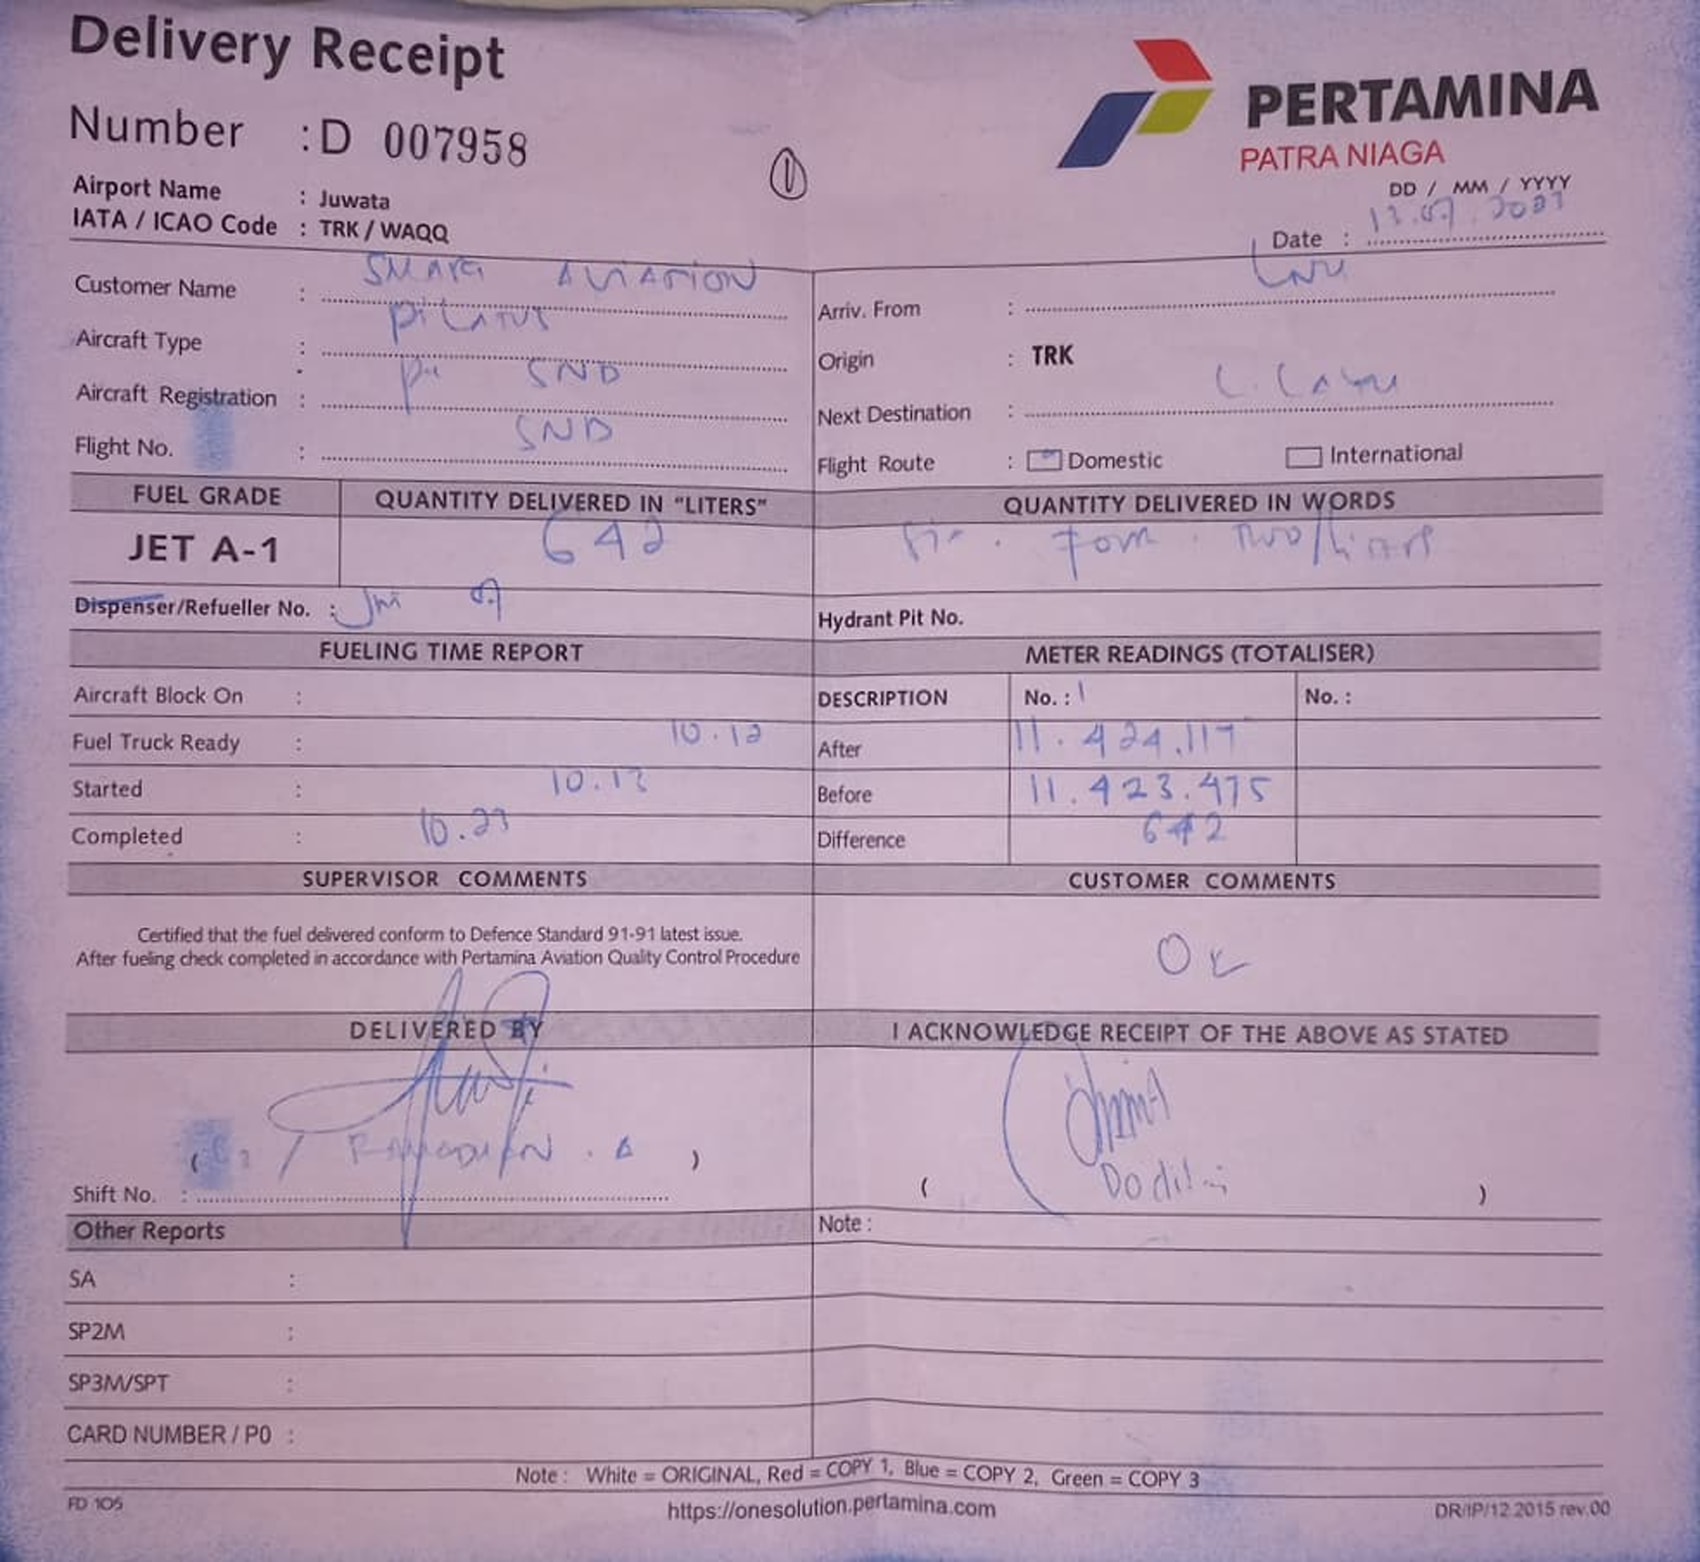 Delivery Receipt
Number : D 007958
1
PERTAMINA
PATRA NIAGA
Airport Name : Juwata
IATA / ICAO Code : TRK / WAQQ
DD / MM / YYYY
Date :
Customer Name : SMART AVIATION
Aircraft Type : PILATUS
Aircraft Registration : PK SND
Flight No. : SND
Arriv. From :
Origin : TRK
Next Destination :
Flight Route : Domestic International
FUEL GRADE QUANTITY DELIVERED IN "LITERS" QUANTITY DELIVERED IN WORDS
JET A-1 642 Six . Four . Two / Liters
Dispenser/Refueller No. : Hydrant Pit No.
FUELING TIME REPORT METER READINGS (TOTALISER)
Aircraft Block On : DESCRIPTION No. : 1 No. :
Fuel Truck Ready : 10.12 After 11.424.117
Started : 10.13 Before 11.423.475
Completed : 10.23 Difference 642
SUPERVISOR COMMENTS CUSTOMER COMMENTS
Certified that the fuel delivered conform to Defence Standard 91-91 latest issue.
After fueling check completed in accordance with Pertamina Aviation Quality Control Procedure
OK
DELIVERED BY I ACKNOWLEDGE RECEIPT OF THE ABOVE AS STATED
( / RAMADHAN . A )
Shift No. :
( )
Other Reports Note :
SA :
SP2M :
SP3M/SPT :
CARD NUMBER / PO :
Note : White = ORIGINAL, Red = COPY 1, Blue = COPY 2, Green = COPY 3
FD 105 https://onesolution.pertamina.com DR/IP/12.2015 rev.00